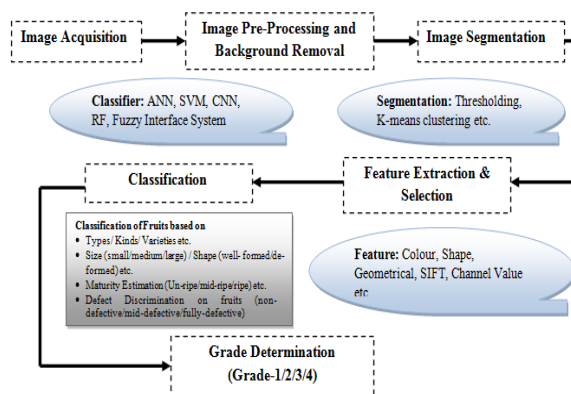 Image Acquisition
Image Pre-Processing and
Background Removal
Image Segmentation
Classifier: ANN, SVM, CNN,
RF, Fuzzy Interface System
Segmentation: Thresholding,
K-means clustering etc.
Classification
Feature Extraction &
Selection
Classification of Fruits based on
Types/ Kinds/ Varieties etc.
Size (small/medium/large) / Shape (well- formed/de-
formed) etc.
Maturity Estimation (Un-ripe/mid-ripe/ripe) etc.
Defect Discrimination on fruits (non-
defective/mid-defective/fully-defective)
Feature: Colour, Shape,
Geometrical, SIFT, Channel Value
etc
Grade Determination
(Grade-1/2/3/4)